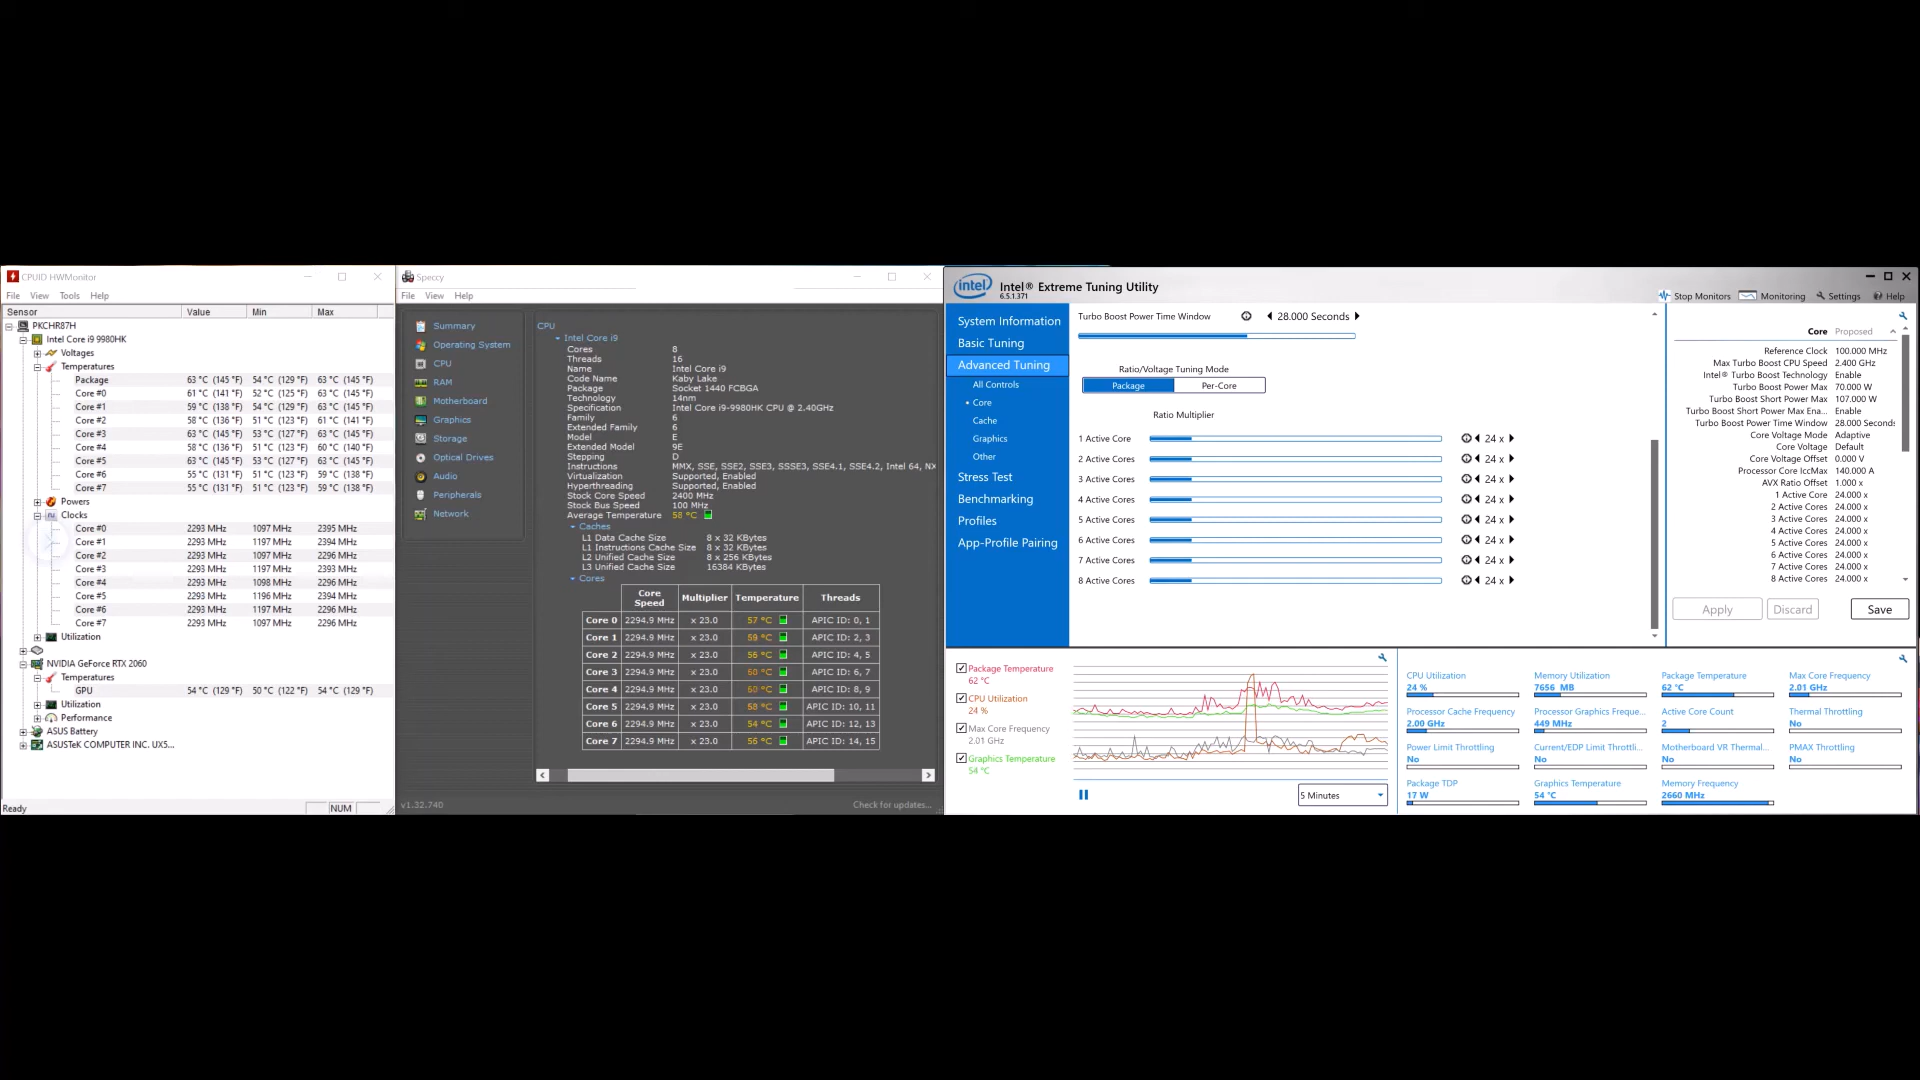 CPUID HWMonitor
File View Tools Help
Sensor Value Min Max
PKCHR87H
Intel Core i9 9980HK
Voltages
Temperatures
Package 63 °C (145 °F) 54 °C (129 °F) 63 °C (145 °F)
Core #0 61 °C (141 °F) 52 °C (125 °F) 63 °C (145 °F)
Core #1 59 °C (138 °F) 54 °C (129 °F) 63 °C (145 °F)
Core #2 58 °C (136 °F) 51 °C (123 °F) 61 °C (141 °F)
Core #3 63 °C (145 °F) 53 °C (127 °F) 63 °C (145 °F)
Core #4 58 °C (136 °F) 51 °C (123 °F) 60 °C (140 °F)
Core #5 63 °C (145 °F) 53 °C (127 °F) 63 °C (145 °F)
Core #6 55 °C (131 °F) 51 °C (123 °F) 59 °C (138 °F)
Core #7 55 °C (131 °F) 51 °C (123 °F) 59 °C (138 °F)
Powers
Clocks
Core #0 2293 MHz 1097 MHz 2395 MHz
Core #1 2293 MHz 1197 MHz 2394 MHz
Core #2 2293 MHz 1097 MHz 2296 MHz
Core #3 2293 MHz 1197 MHz 2393 MHz
Core #4 2293 MHz 1098 MHz 2296 MHz
Core #5 2293 MHz 1196 MHz 2394 MHz
Core #6 2293 MHz 1197 MHz 2296 MHz
Core #7 2293 MHz 1097 MHz 2296 MHz
Utilization
NVIDIA GeForce RTX 2060
Temperatures
GPU 54 °C (129 °F) 50 °C (122 °F) 54 °C (129 °F)
Utilization
Performance
ASUS Battery
ASUSTeK COMPUTER INC. UX5...
Ready NUM
Speccy
File View Help
Summary
Operating System
CPU
RAM
Motherboard
Graphics
Storage
Optical Drives
Audio
Peripherals
Network
CPU
Intel Core i9
Cores 8
Threads 16
Name Intel Core i9
Code Name Kaby Lake
Package Socket 1440 FCBGA
Technology 14nm
Specification Intel Core i9-9980HK CPU @ 2.40GHz
Family 6
Extended Family 6
Model E
Extended Model 9E
Stepping D
Instructions MMX, SSE, SSE2, SSE3, SSSE3, SSE4.1, SSE4.2, Intel 64, NX
Virtualization Supported, Enabled
Hyperthreading Supported, Enabled
Stock Core Speed 2400 MHz
Stock Bus Speed 100 MHz
Average Temperature 58 °C
Caches
L1 Data Cache Size 8 x 32 KBytes
L1 Instructions Cache Size 8 x 32 KBytes
L2 Unified Cache Size 8 x 256 KBytes
L3 Unified Cache Size 16384 KBytes
Cores
Core Speed Multiplier Temperature Threads
Core 0 2294.9 MHz x 23.0 57 °C APIC ID: 0, 1
Core 1 2294.9 MHz x 23.0 59 °C APIC ID: 2, 3
Core 2 2294.9 MHz x 23.0 56 °C APIC ID: 4, 5
Core 3 2294.9 MHz x 23.0 60 °C APIC ID: 6, 7
Core 4 2294.9 MHz x 23.0 60 °C APIC ID: 8, 9
Core 5 2294.9 MHz x 23.0 58 °C APIC ID: 10, 11
Core 6 2294.9 MHz x 23.0 54 °C APIC ID: 12, 13
Core 7 2294.9 MHz x 23.0 56 °C APIC ID: 14, 15
v1.32.740 Check for updates...
intel Intel® Extreme Tuning Utility
6.5.1.371
Stop Monitors Monitoring Settings Help
System Information
Basic Tuning
Advanced Tuning
All Controls
• Core
Cache
Graphics
Other
Stress Test
Benchmarking
Profiles
App-Profile Pairing
Turbo Boost Power Time Window 28.000 Seconds
Ratio/Voltage Tuning Mode
Package Per-Core
Ratio Multiplier
1 Active Core 24 x
2 Active Cores 24 x
3 Active Cores 24 x
4 Active Cores 24 x
5 Active Cores 24 x
6 Active Cores 24 x
7 Active Cores 24 x
8 Active Cores 24 x
Core Proposed
Reference Clock 100.000 MHz
Max Turbo Boost CPU Speed 2.400 GHz
Intel® Turbo Boost Technology Enable
Turbo Boost Power Max 70.000 W
Turbo Boost Short Power Max 107.000 W
Turbo Boost Short Power Max Ena... Enable
Turbo Boost Power Time Window 28.000 Seconds
Core Voltage Mode Adaptive
Core Voltage Default
Core Voltage Offset 0.000 V
Processor Core IccMax 140.000 A
AVX Ratio Offset 1.000 x
1 Active Core 24.000 x
2 Active Cores 24.000 x
3 Active Cores 24.000 x
4 Active Cores 24.000 x
5 Active Cores 24.000 x
6 Active Cores 24.000 x
7 Active Cores 24.000 x
8 Active Cores 24.000 x
Apply Discard Save
Package Temperature
62 °C
CPU Utilization
24 %
Max Core Frequency
2.01 GHz
Graphics Temperature
54 °C
5 Minutes
CPU Utilization Memory Utilization Package Temperature Max Core Frequency
24 % 7656 MB 62 °C 2.01 GHz
Processor Cache Frequency Processor Graphics Freque... Active Core Count Thermal Throttling
2.00 GHz 449 MHz 2 No
Power Limit Throttling Current/EDP Limit Throttli... Motherboard VR Thermal... PMAX Throttling
No No No No
Package TDP Graphics Temperature Memory Frequency
17 W 54 °C 2660 MHz